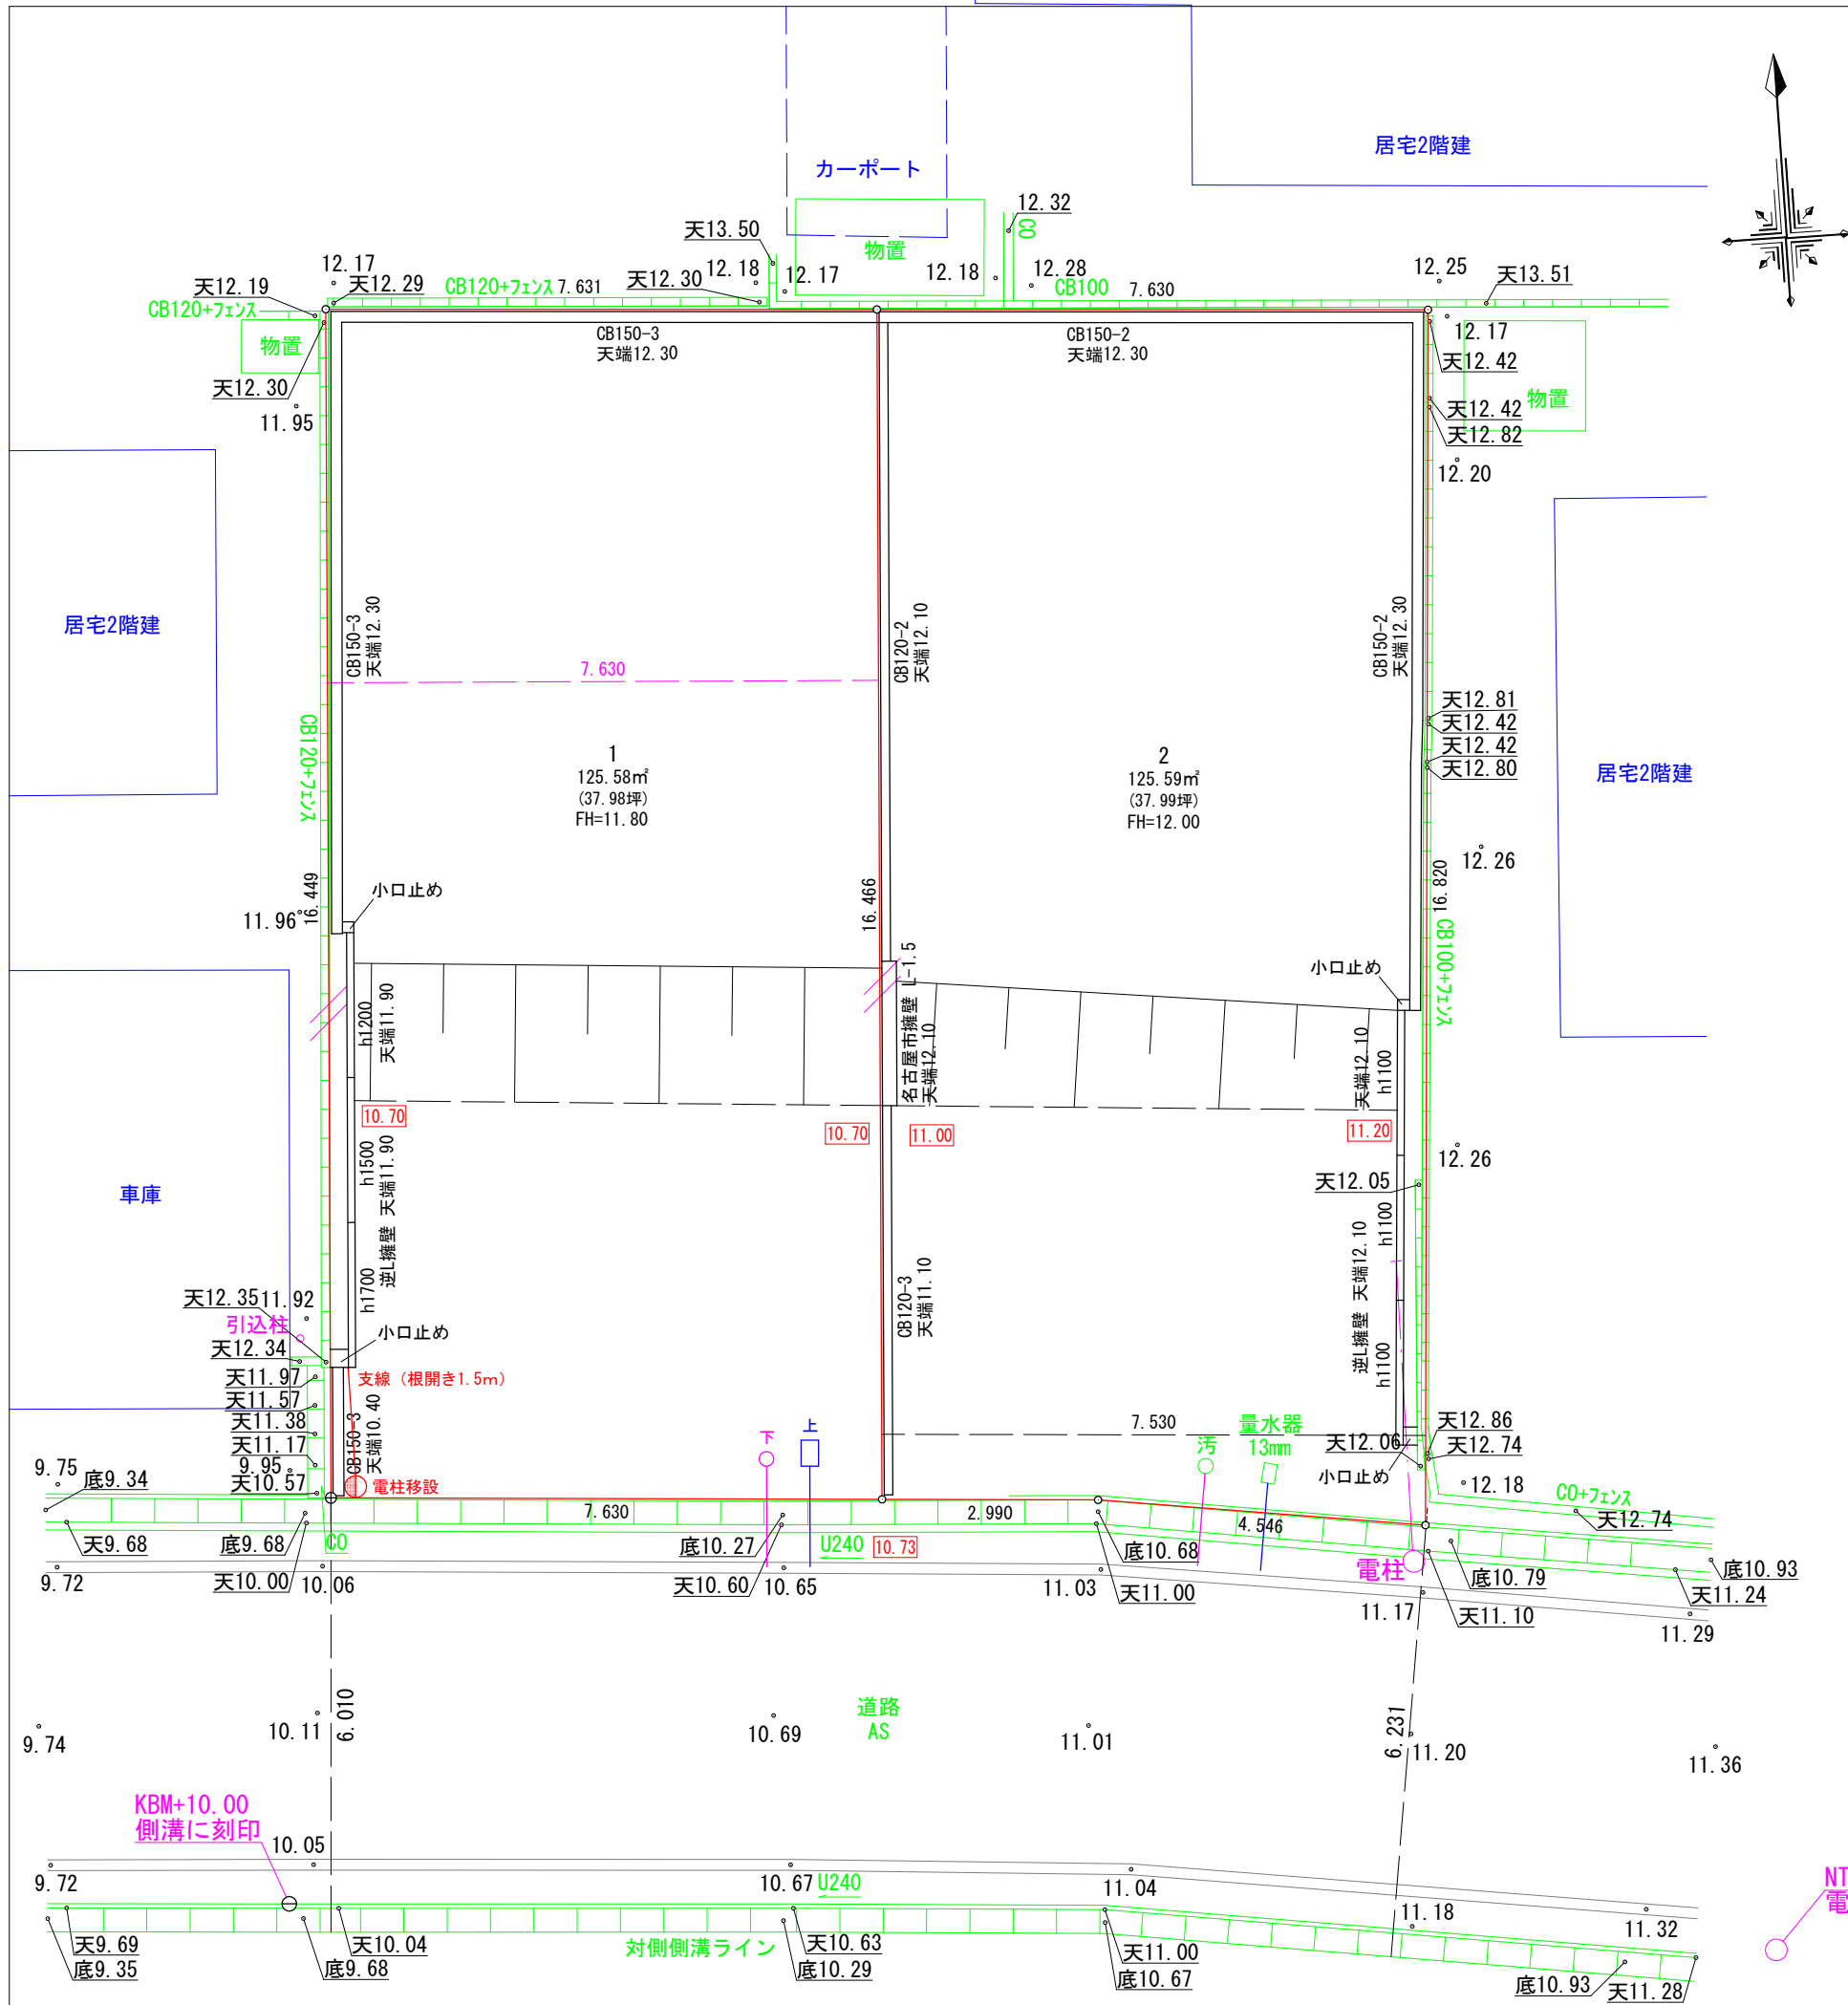 居宅2階建
カーポート
12.32
CO
天13.50
物置
12.17
12.18
12.17
12.18
12.28
12.25
天13.51
天12.19
天12.29
CB120+フェンス
7.631
天12.30
CB100
7.630
CB120+フェンス
12.17
物置
CB150-3
天端12.30
CB150-2
天端12.30
天12.42
天12.30
物置
天12.42
11.95
天12.82
12.20
居宅2階建
CB150-3
天端12.30
7.630
CB120-2
天端12.10
CB150-2
天端12.30
天12.81
天12.42
天12.42
天12.80
居宅2階建
CB120+フェンス
1
125.58㎡
(37.98坪)
FH=11.80
2
125.59㎡
(37.99坪)
FH=12.00
12.26
16.449
16.466
16.820
小口止め
11.96
CB100+フェンス
小口止め
h1200
天端11.90
名古屋市擁壁 L-1.5
天端12.10
天端12.10
h1100
10.70
10.70
11.00
11.20
12.26
h1500
逆L擁壁 天端11.90
車庫
天12.05
h1100
逆L擁壁 天端12.10
h1700
CB120-3
天端11.10
天12.35
11.92
引込柱
小口止め
天12.34
h1100
天11.97
支線（根開き1.5m）
天11.57
天11.38
CB150-3
天端10.40
下
上
7.530
汚
量水器
13mm
天12.86
天12.06
天12.74
天11.17
9.95
小口止め
9.75
底9.34
天10.57
電柱移設
12.18
CO+フェンス
7.630
2.990
4.546
天12.74
天9.68
底9.68
CO
底10.27
U240
10.73
底10.68
電柱
底10.79
底10.93
9.72
天10.00
10.06
天10.60
10.65
11.03
天11.00
11.17
天11.10
天11.24
11.29
6.010
道路
AS
6.231
9.74
10.11
10.69
11.01
11.20
11.36
KBM+10.00
側溝に刻印
10.05
9.72
10.67
U240
11.04
11.18
11.32
NT
電
天9.69
底9.35
天10.04
底9.68
対側側溝ライン
天10.63
底10.29
天11.00
底10.67
底10.93
天11.28